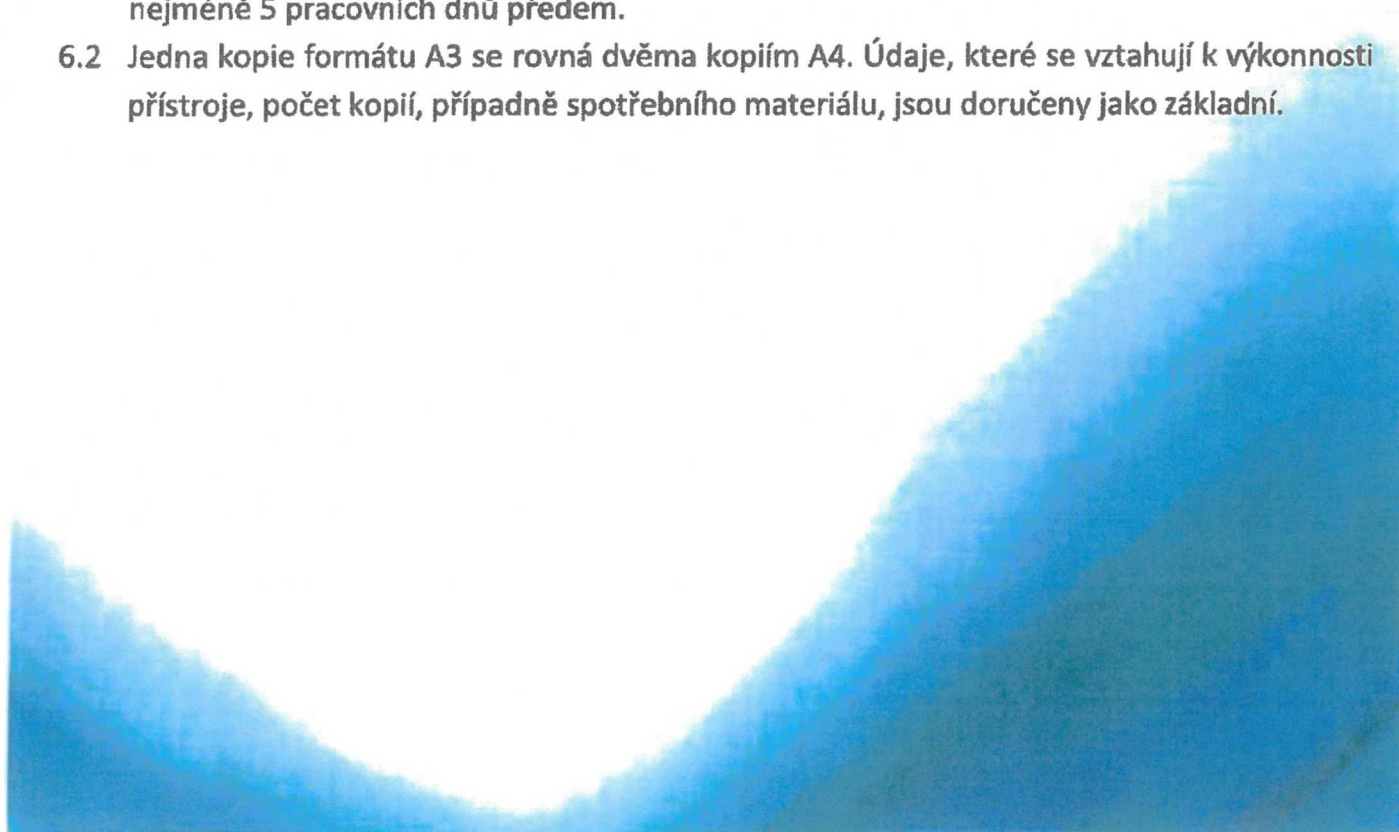 nejméně 5 pracovních dnů předem.
6.2 Jedna kopie formátu A3 se rovná dvěma kopiím A4. Údaje, které se vztahují k výkonnosti
přístroje, počet kopií, případně spotřebního materiálu, jsou doručeny jako základní.